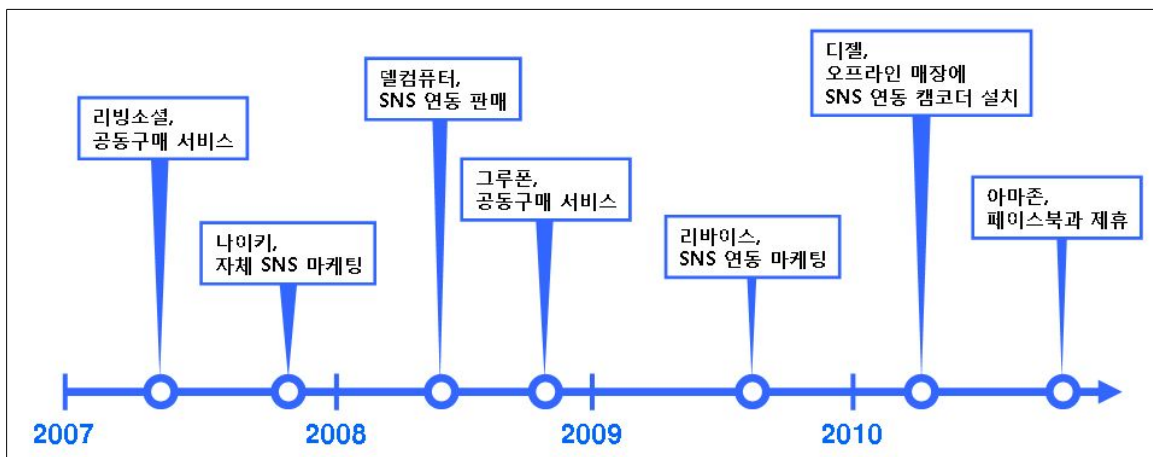 리빙소셜,
공동구매 서비스
나이키,
자체 SNS 마케팅
델컴퓨터,
SNS 연동 판매
그루폰,
공동구매 서비스
리바이스,
SNS 연동 마케팅
디젤,
오프라인 매장에
SNS 연동 캠코더 설치
아마존,
페이스북과 제휴
2007
2008
2009
2010